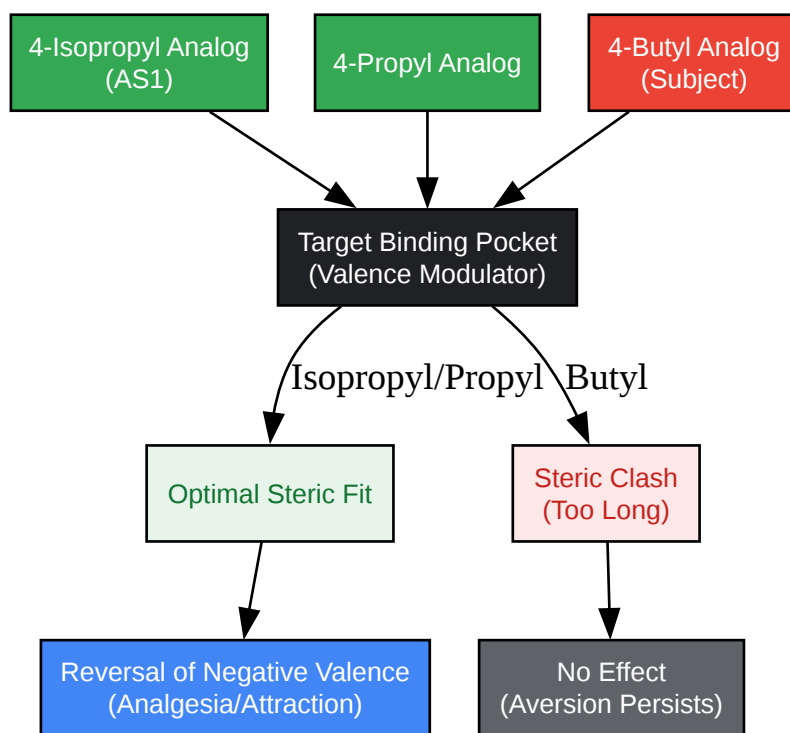 4-Isopropyl Analog
(AS1)
4-Propyl Analog
4-Butyl Analog
(Subject)
Target Binding Pocket
(Valence Modulator)
Isopropyl/Propyl
Butyl
Optimal Steric Fit
Steric Clash
(Too Long)
Reversal of Negative Valence
(Analgesia/Attraction)
No Effect
(Aversion Persists)